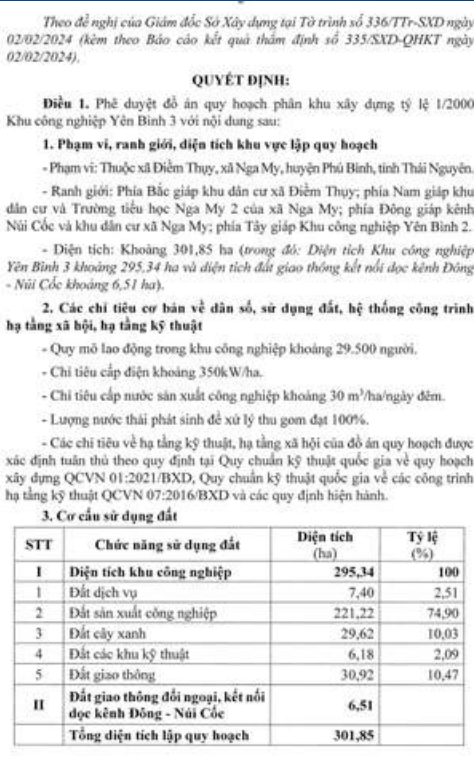 Theo đề nghị của Giám đốc Sở Xây dựng tại Tờ trình số 336/TTr-SXD ngày
02/02/2024 (kèm theo Báo cáo kết quả thẩm định số 335/SXD-QHKT ngày
02/02/2024).
QUYẾT ĐỊNH:
Điều 1. Phê duyệt đồ án quy hoạch phân khu xây dựng tỷ lệ 1/2000
Khu công nghiệp Yên Bình 3 với nội dung sau:
1. Phạm vi, ranh giới, diện tích khu vực lập quy hoạch
- Phạm vi: Thuộc xã Điềm Thụy, xã Nga My, huyện Phú Bình, tỉnh Thái Nguyên.
- Ranh giới: Phía Bắc giáp khu dân cư xã Điềm Thụy; phía Nam giáp khu
dân cư và Trường tiểu học Nga My 2 của xã Nga My; phía Đông giáp kênh
Núi Cốc và khu dân cư xã Nga My; phía Tây giáp Khu công nghiệp Yên Bình 2.
- Diện tích: Khoảng 301,85 ha (trong đó: Diện tích Khu công nghiệp
Yên Bình 3 khoảng 295,34 ha và diện tích đất giao thông kết nối dọc kênh Đông
- Núi Cốc khoảng 6,51 ha).
2. Các chỉ tiêu cơ bản về dân số, sử dụng đất, hệ thống công trình
hạ tầng xã hội, hạ tầng kỹ thuật
- Quy mô lao động trong khu công nghiệp khoảng 29.500 người.
- Chỉ tiêu cấp điện khoảng 350kW/ha.
- Chỉ tiêu cấp nước sản xuất công nghiệp khoảng 30 m³/ha/ngày đêm.
- Lượng nước thải phát sinh để xử lý thu gom đạt 100%.
- Các chỉ tiêu về hạ tầng kỹ thuật, hạ tầng xã hội của đồ án quy hoạch được
xác định tuân thủ theo quy định tại Quy chuẩn kỹ thuật quốc gia về quy hoạch
xây dựng QCVN 01:2021/BXD, Quy chuẩn kỹ thuật quốc gia về các công trình
hạ tầng kỹ thuật QCVN 07:2016/BXD và các quy định hiện hành.
3. Cơ cấu sử dụng đất
STT Chức năng sử dụng đất Diện tích (ha) Tỷ lệ (%)
I Diện tích khu công nghiệp 295,34 100
1 Đất dịch vụ 7,40 2,51
2 Đất sản xuất công nghiệp 221,22 74,90
3 Đất cây xanh 29,62 10,03
4 Đất các khu kỹ thuật 6,18 2,09
5 Đất giao thông 30,92 10,47
II Đất giao thông đối ngoại, kết nối
dọc kênh Đông - Núi Cốc 6,51
Tổng diện tích lập quy hoạch 301,85